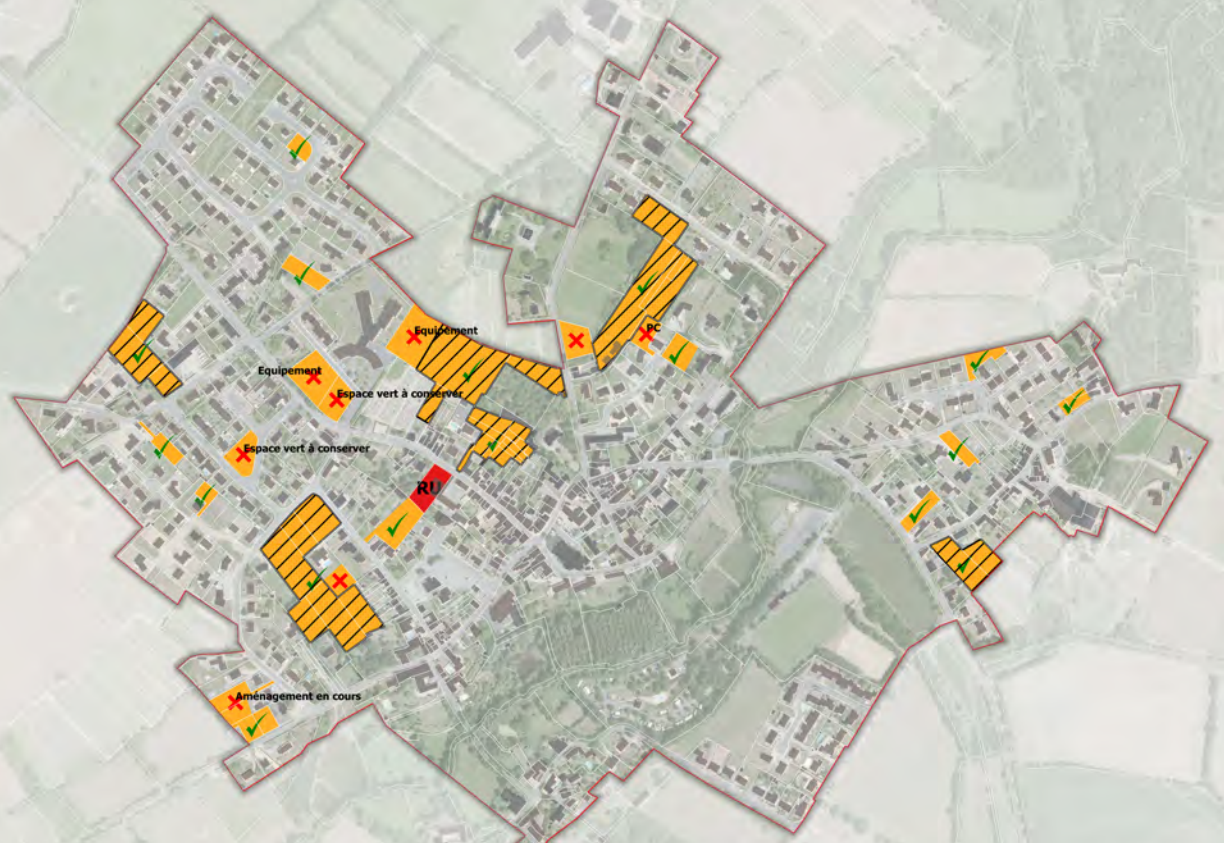 Equipement
PC
Equipement
Espace vert à conserver
Espace vert à conserver
RU
Aménagement en cours